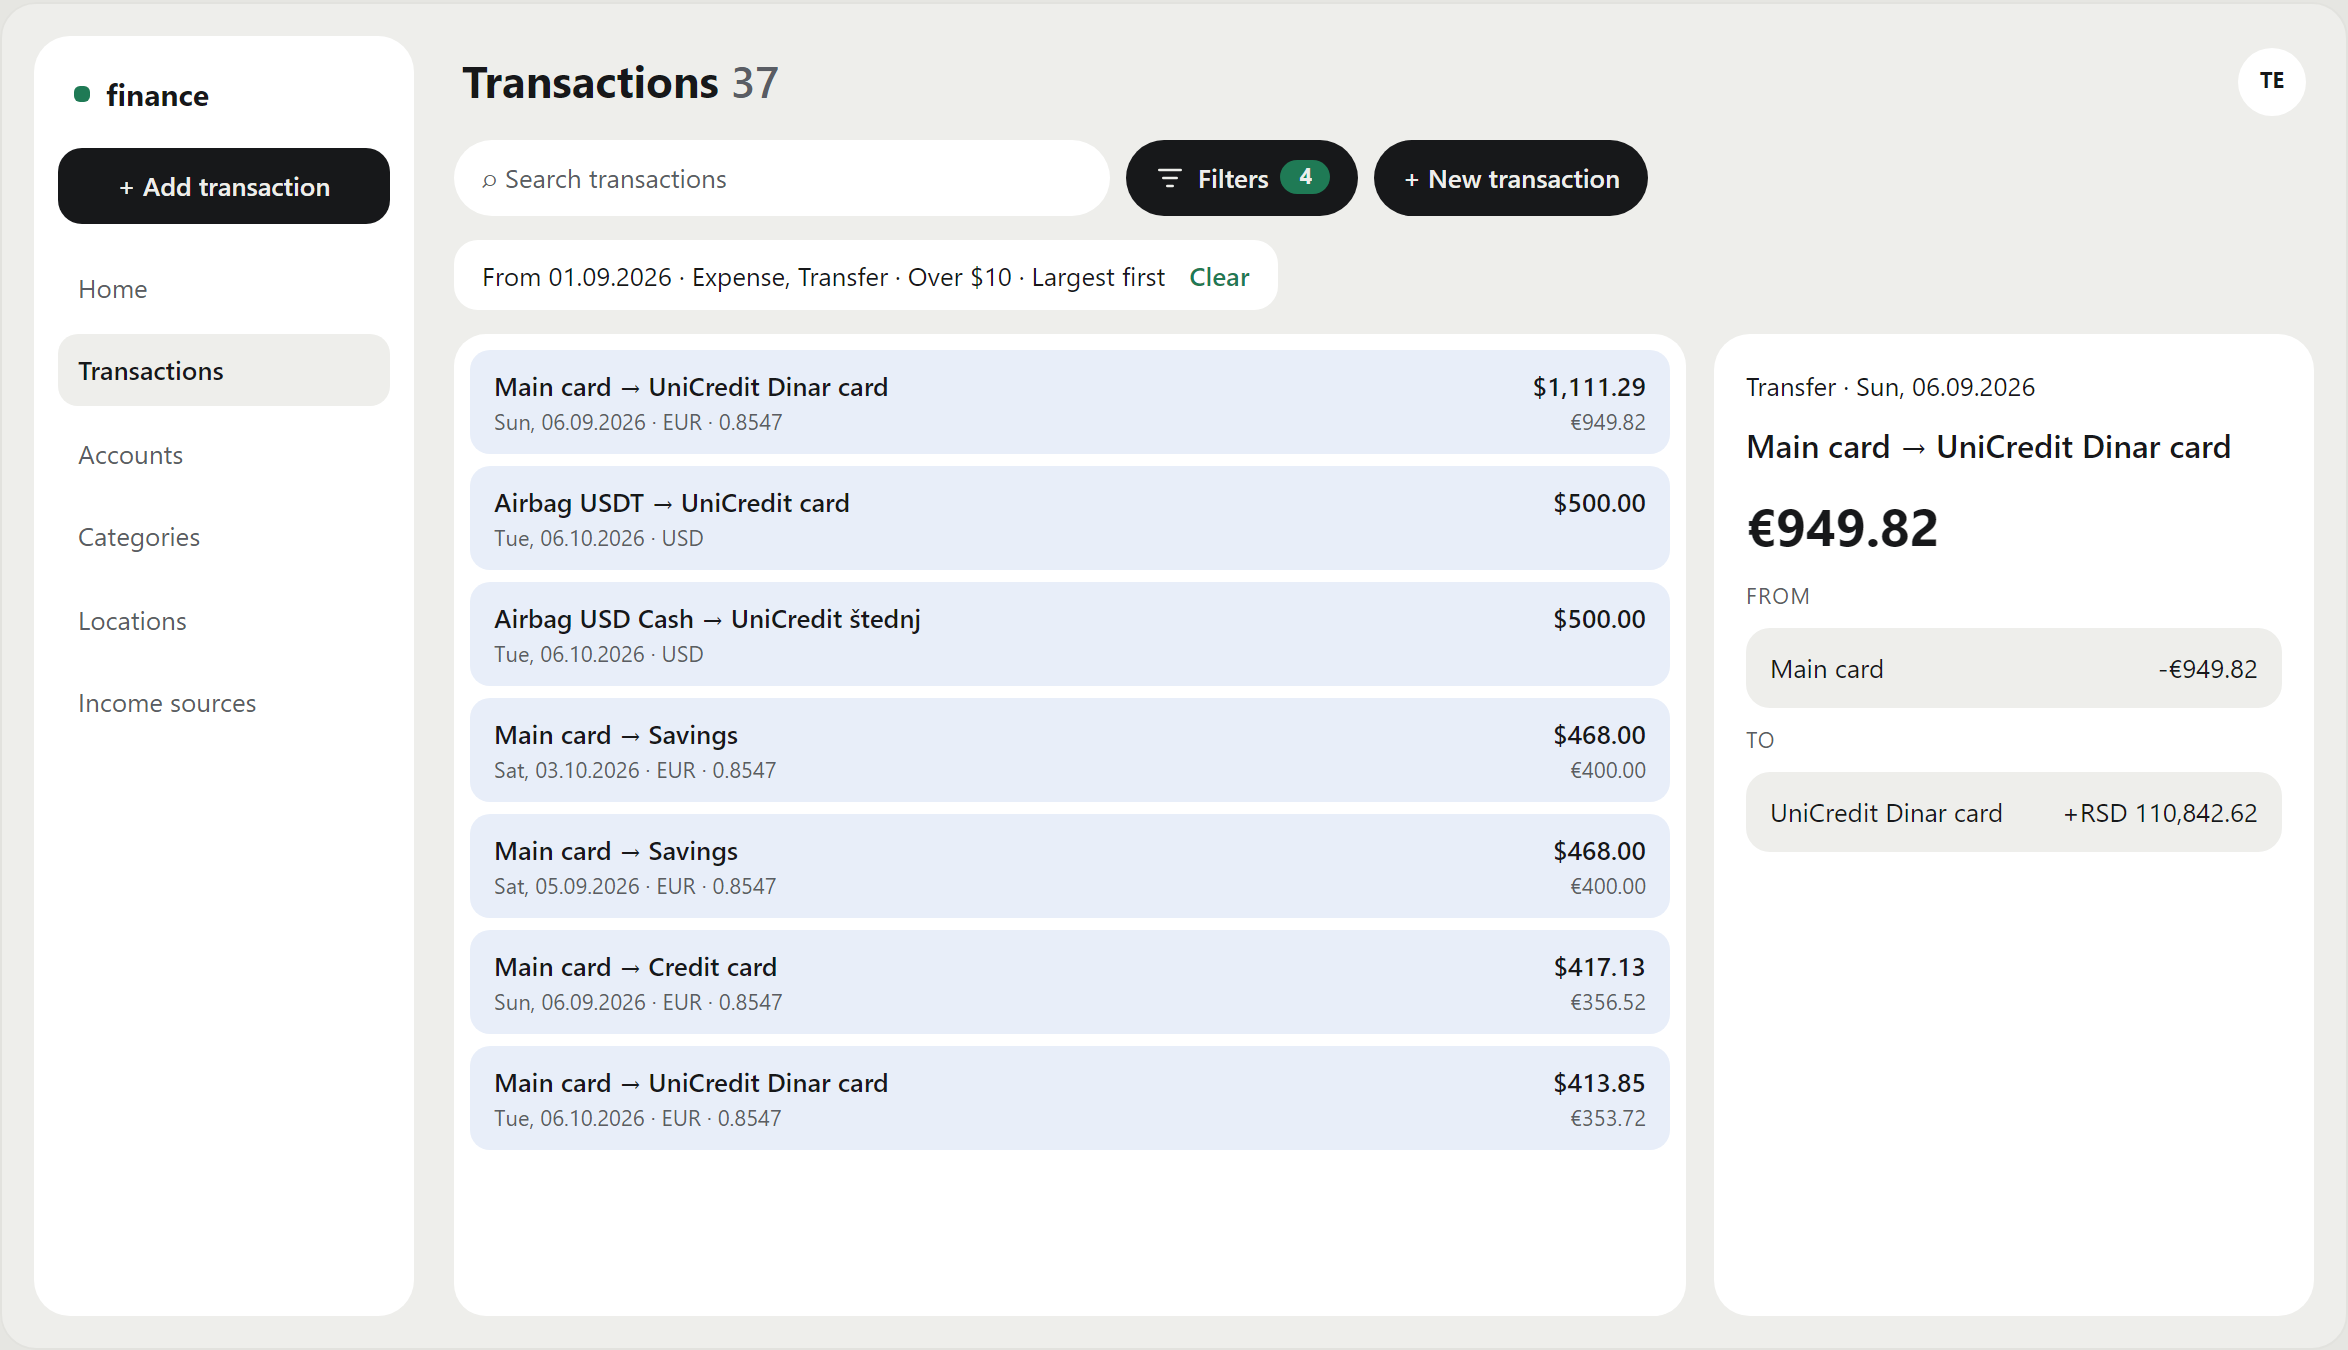 finance
+ Add transaction
Home
Transactions
Accounts
Categories
Locations
Income sources
Transactions 37
TE
Search transactions
Filters 4
+ New transaction
From 01.09.2026 · Expense, Transfer · Over $10 · Largest first Clear
Main card → UniCredit Dinar card $1,111.29
Sun, 06.09.2026 · EUR · 0.8547 €949.82
Airbag USDT → UniCredit card $500.00
Tue, 06.10.2026 · USD
Airbag USD Cash → UniCredit štednj $500.00
Tue, 06.10.2026 · USD
Main card → Savings $468.00
Sat, 03.10.2026 · EUR · 0.8547 €400.00
Main card → Savings $468.00
Sat, 05.09.2026 · EUR · 0.8547 €400.00
Main card → Credit card $417.13
Sun, 06.09.2026 · EUR · 0.8547 €356.52
Main card → UniCredit Dinar card $413.85
Tue, 06.10.2026 · EUR · 0.8547 €353.72
Transfer · Sun, 06.09.2026
Main card → UniCredit Dinar card
€949.82
FROM
Main card -€949.82
TO
UniCredit Dinar card +RSD 110,842.62